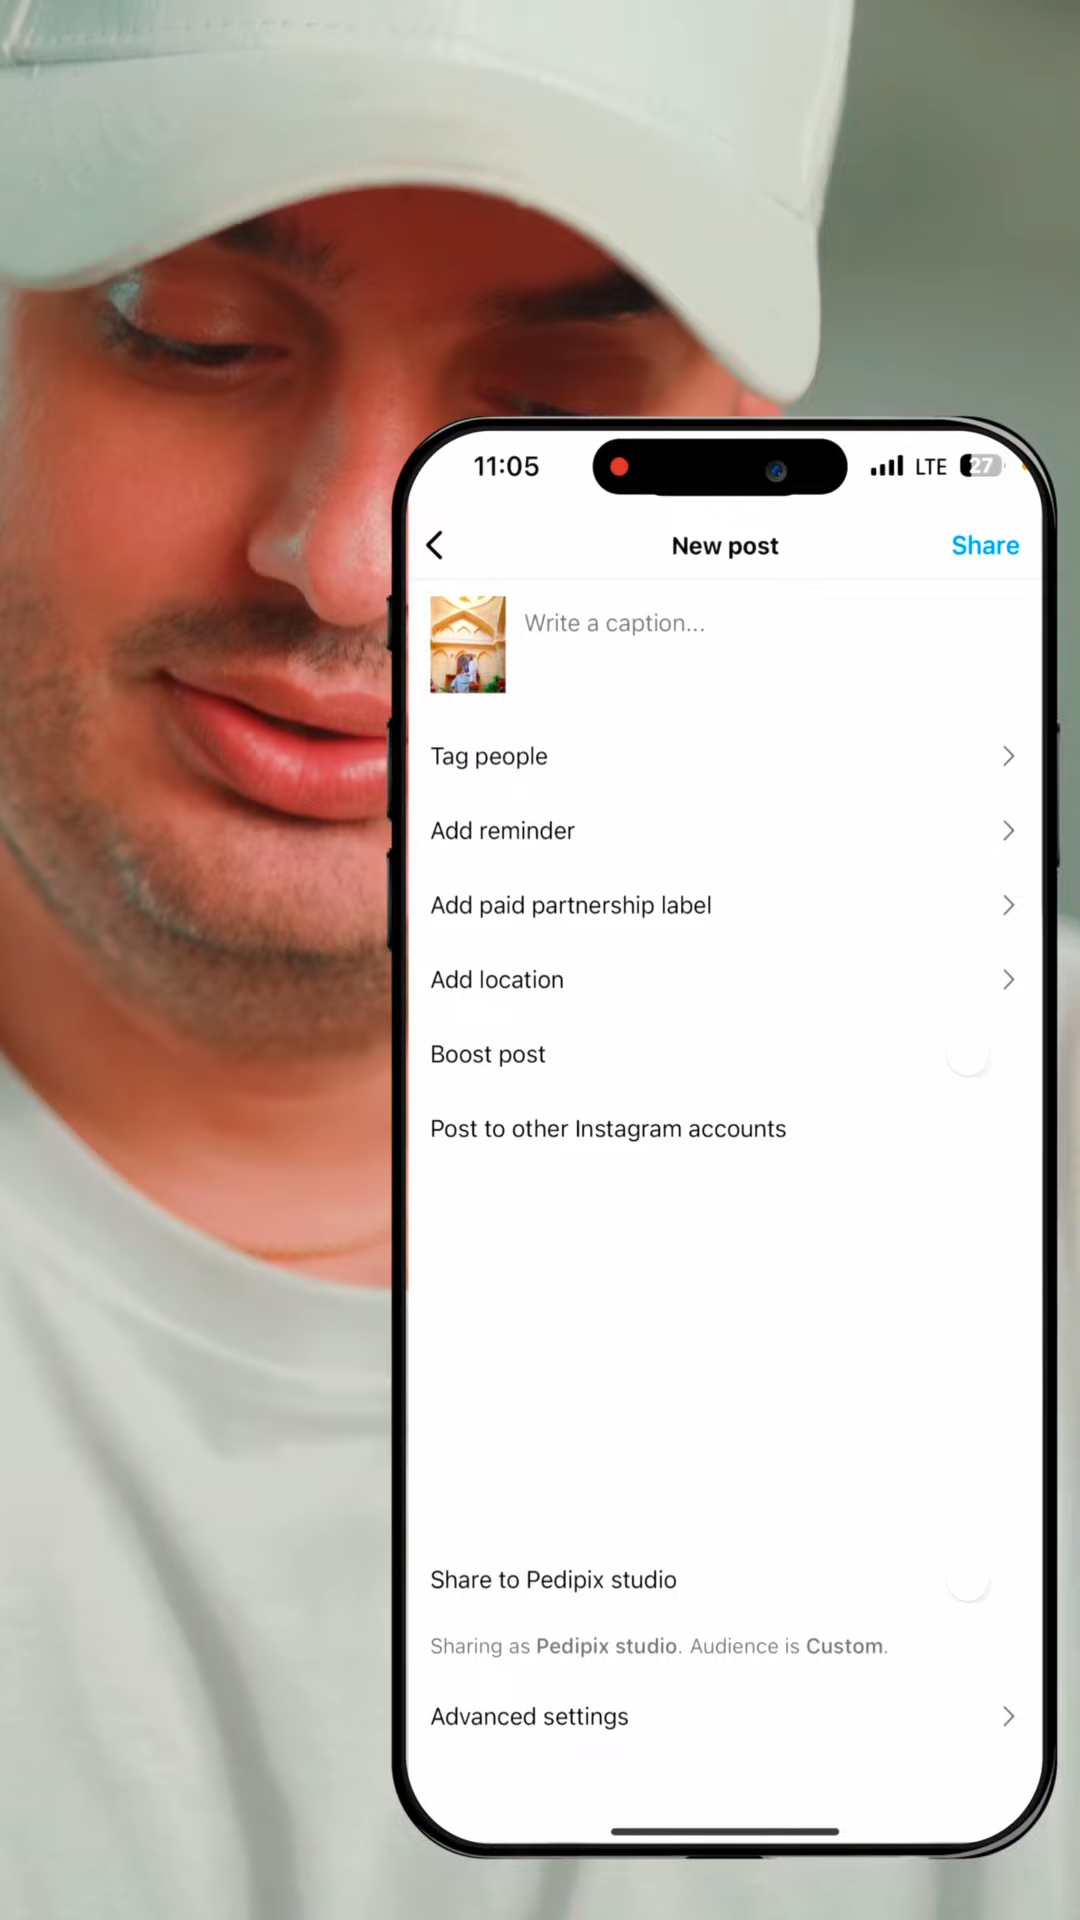 11:05
LTE
27
New post
Share
Write a caption...
Tag people
Add reminder
Add paid partnership label
Add location
Boost post
Post to other Instagram accounts
Share to Pedipix studio
Sharing as Pedipix studio. Audience is Custom.
Advanced settings